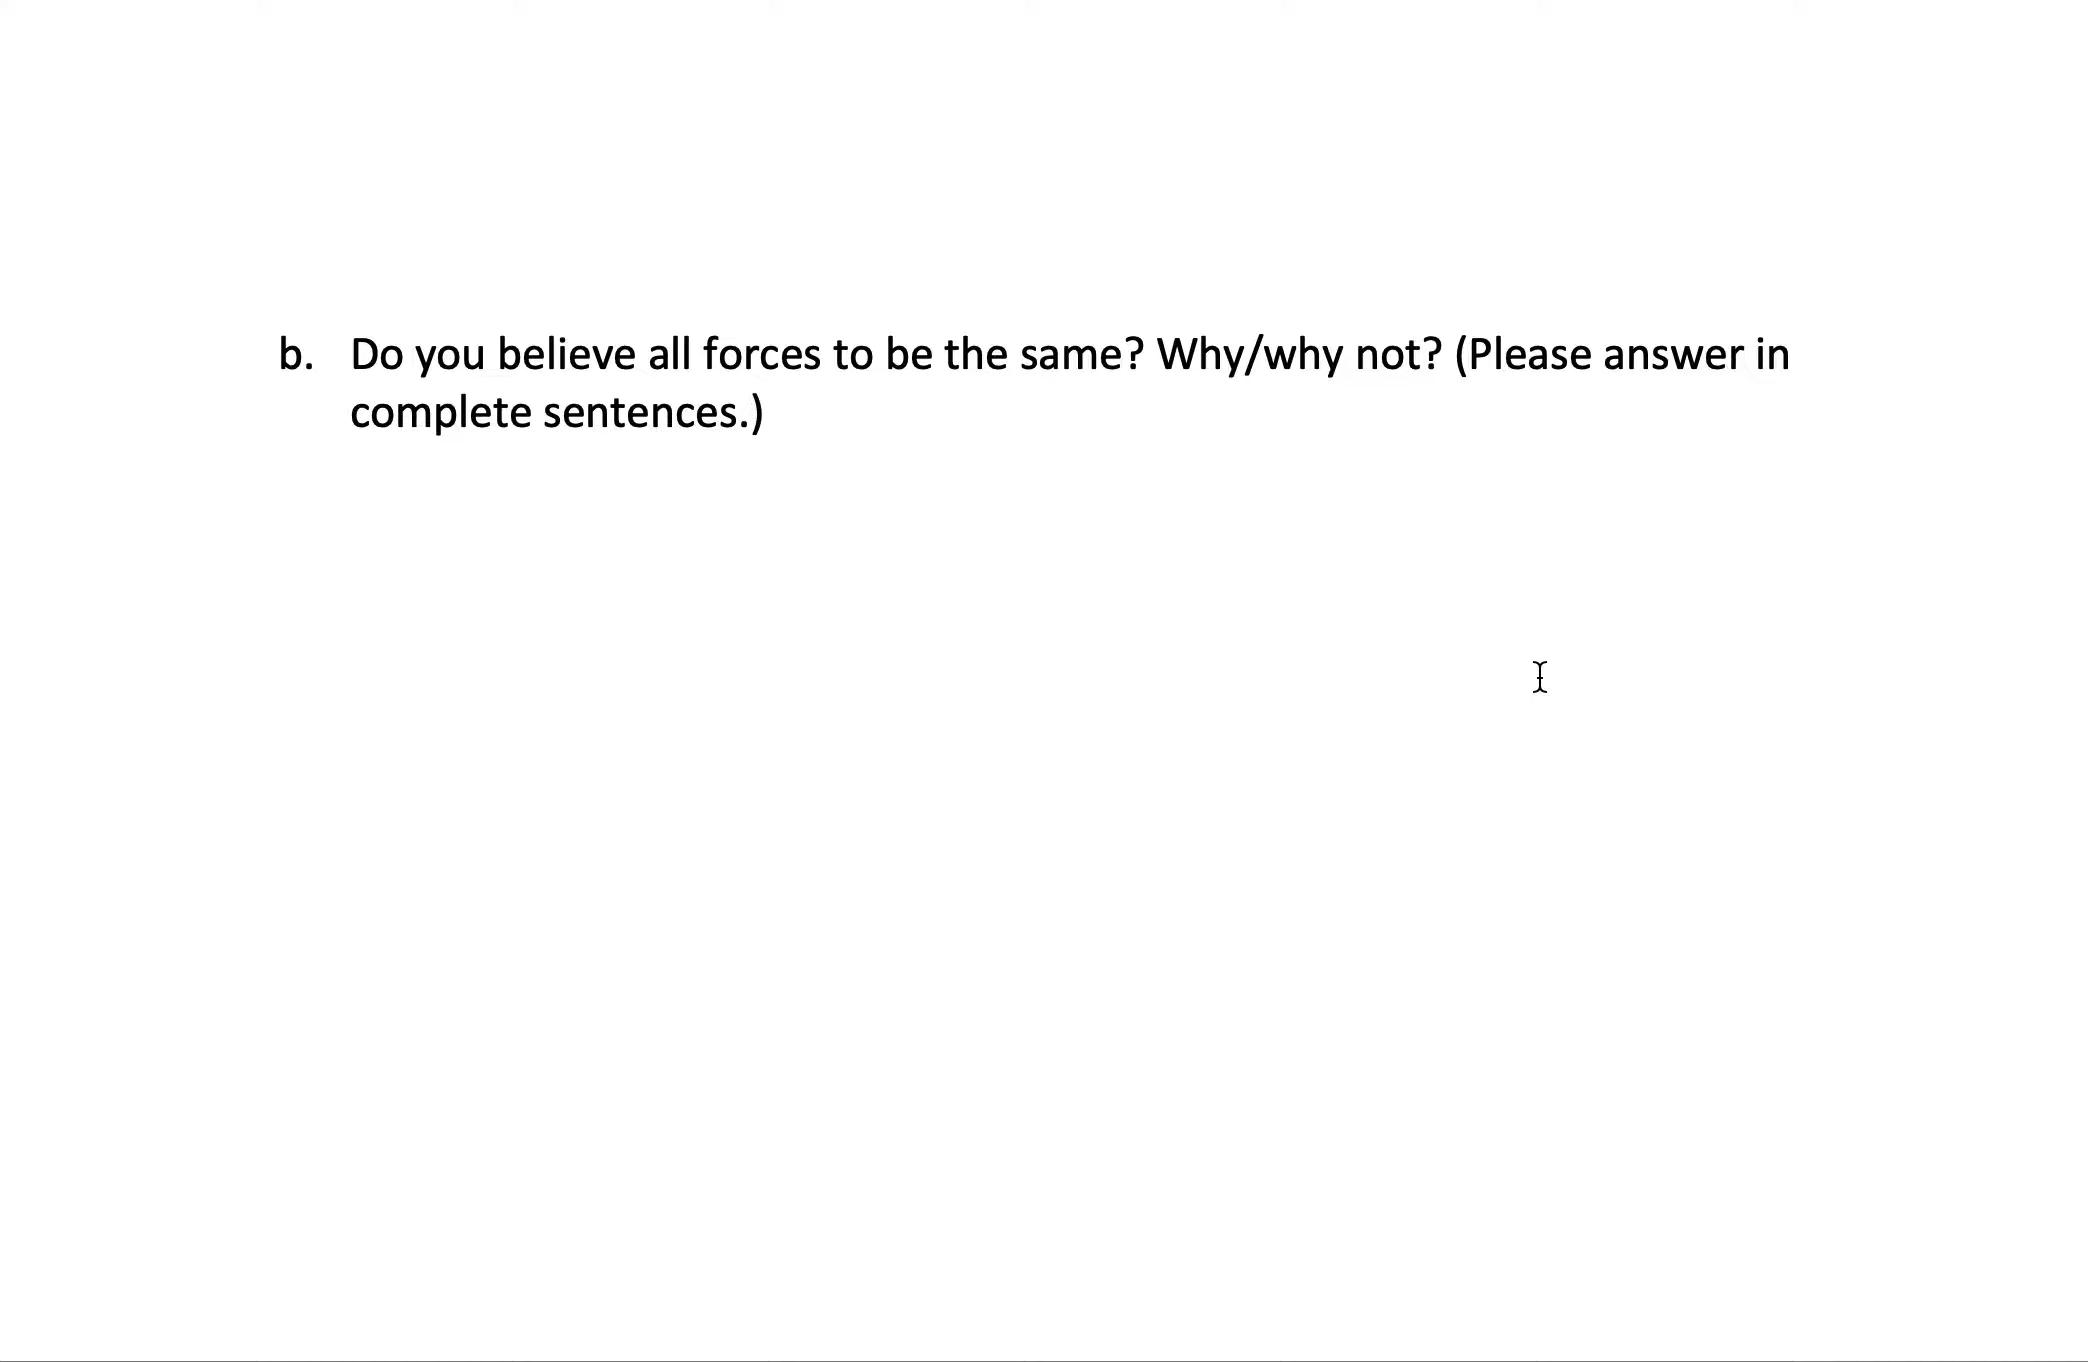 b. Do you believe all forces to be the same? Why/why not? (Please answer in
complete sentences.)